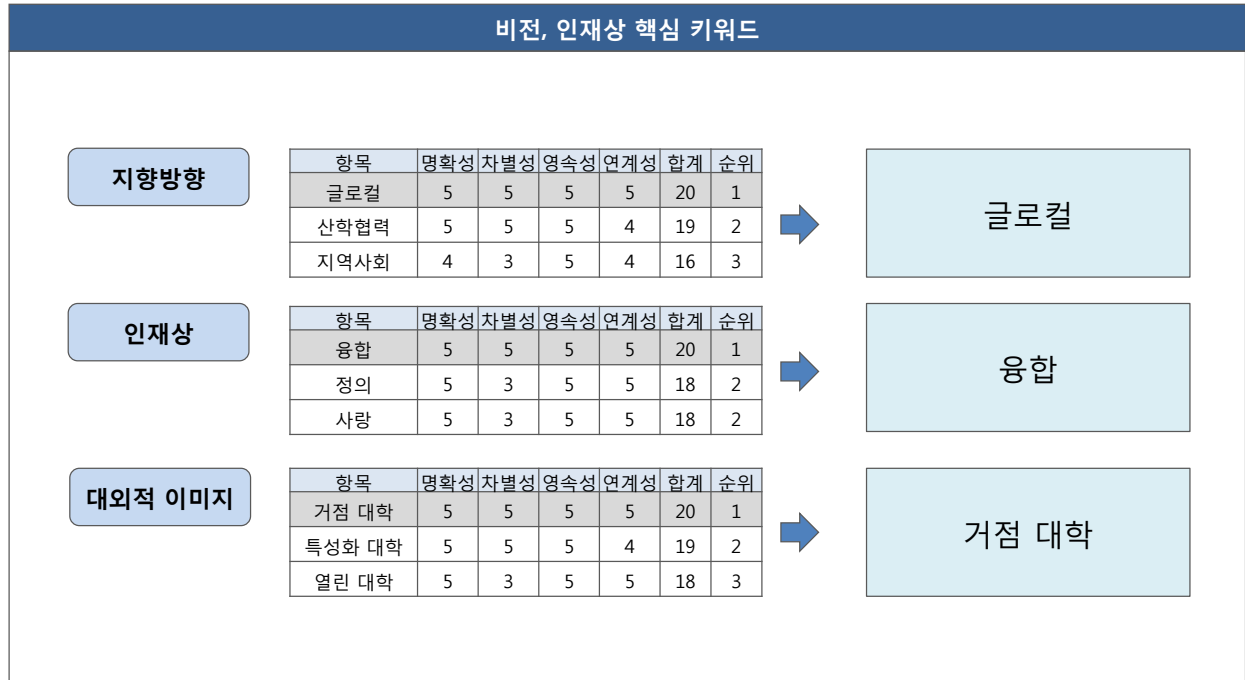 비전, 인재상 핵심 키워드
지향방향
항목 명확성 차별성 영속성 연계성 합계 순위
글로컬 5 5 5 5 20 1
산학협력 5 5 5 4 19 2
지역사회 4 3 5 4 16 3
글로컬
인재상
항목 명확성 차별성 영속성 연계성 합계 순위
융합 5 5 5 5 20 1
정의 5 3 5 5 18 2
사랑 5 3 5 5 18 2
융합
대외적 이미지
항목 명확성 차별성 영속성 연계성 합계 순위
거점 대학 5 5 5 5 20 1
특성화 대학 5 5 5 4 19 2
열린 대학 5 3 5 5 18 3
거점 대학